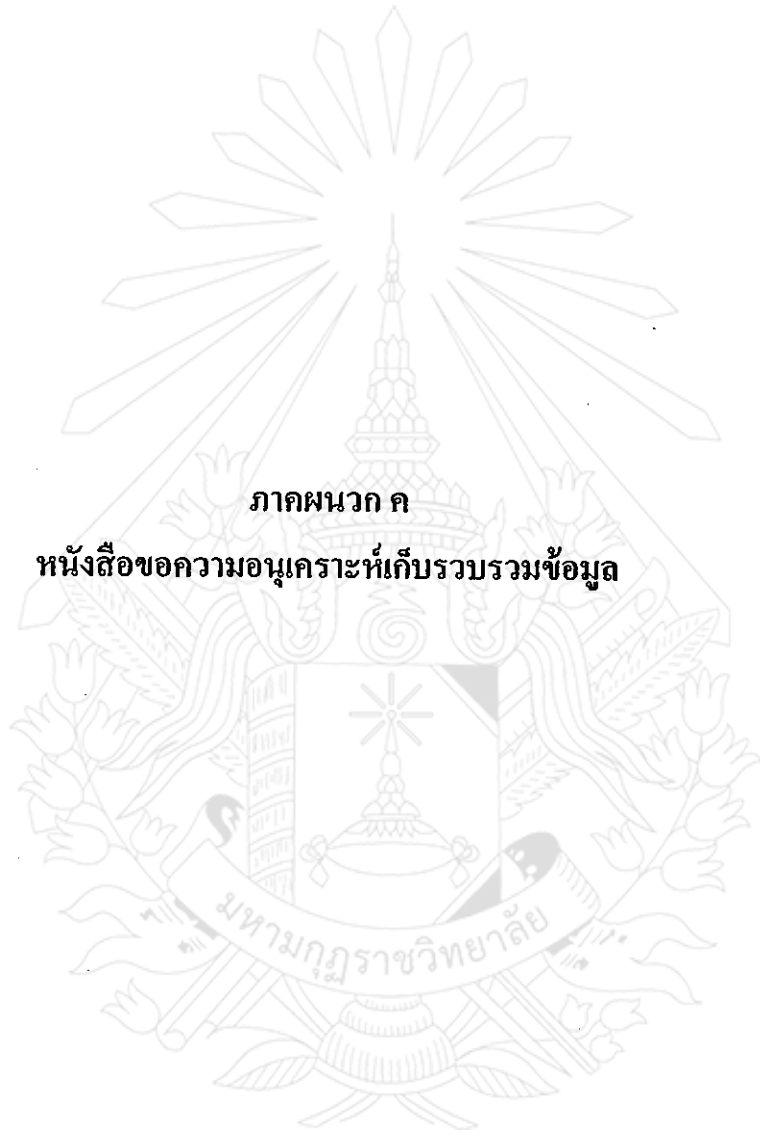 ภาคผนวก ค
หนังสือขอความอนุเคราะห์เก็บรวบรวมข้อมูล
มหามกุฏราชวิทยาลัย